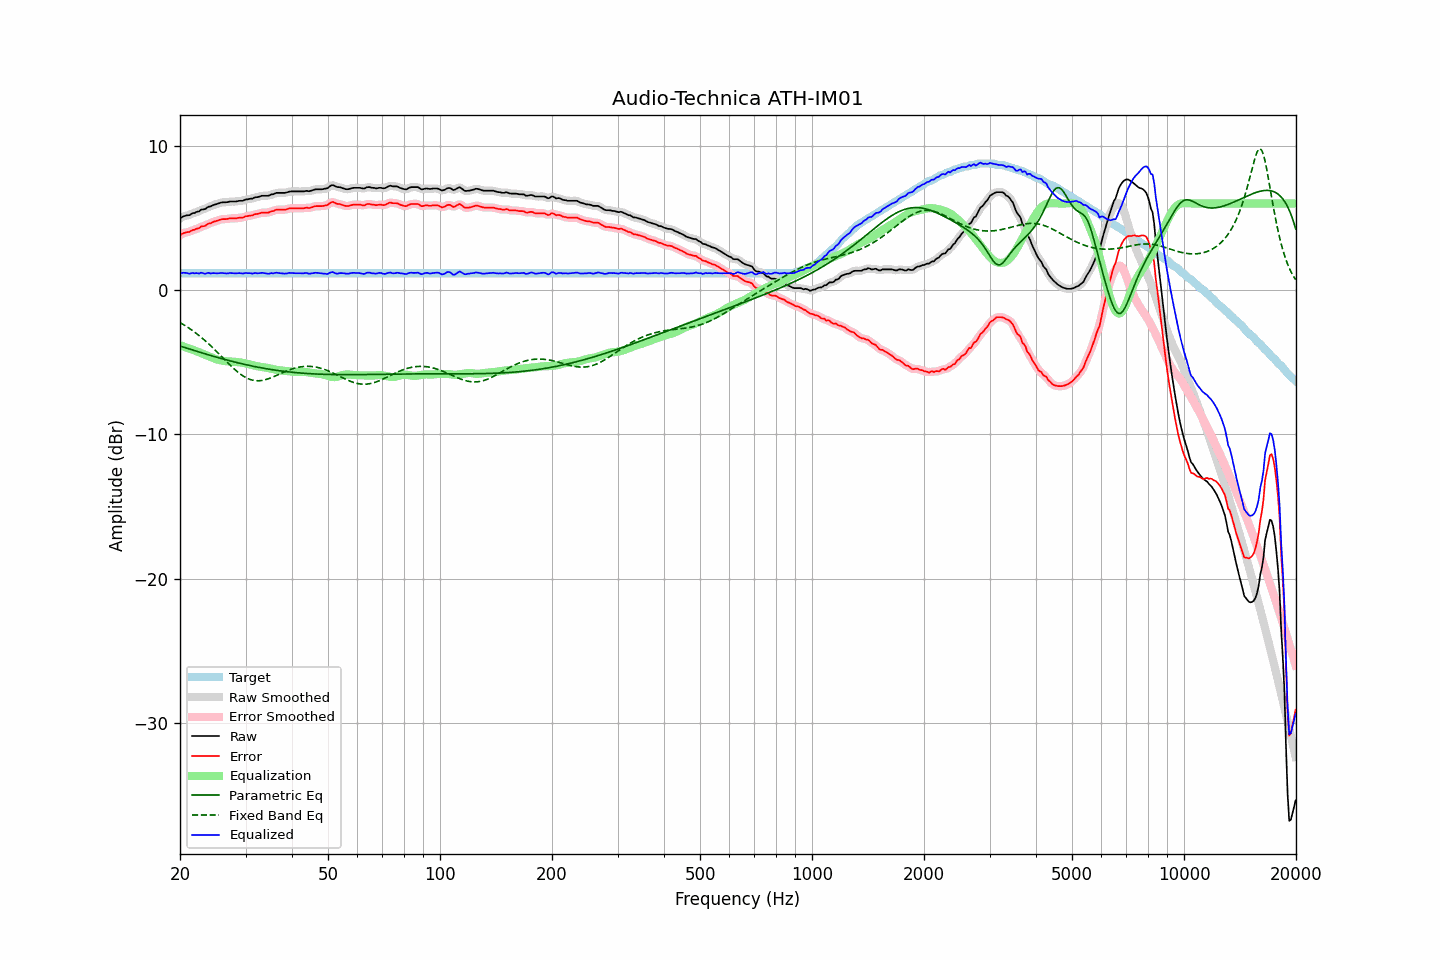 Audio-Technica ATH-IM01
10
0
−10
−20
−30
Amplitude (dBr)
Target
Raw Smoothed
Error Smoothed
Raw
Error
Equalization
Parametric Eq
Fixed Band Eq
Equalized
20 50 100 200 500 1000 2000 5000 10000 20000
Frequency (Hz)